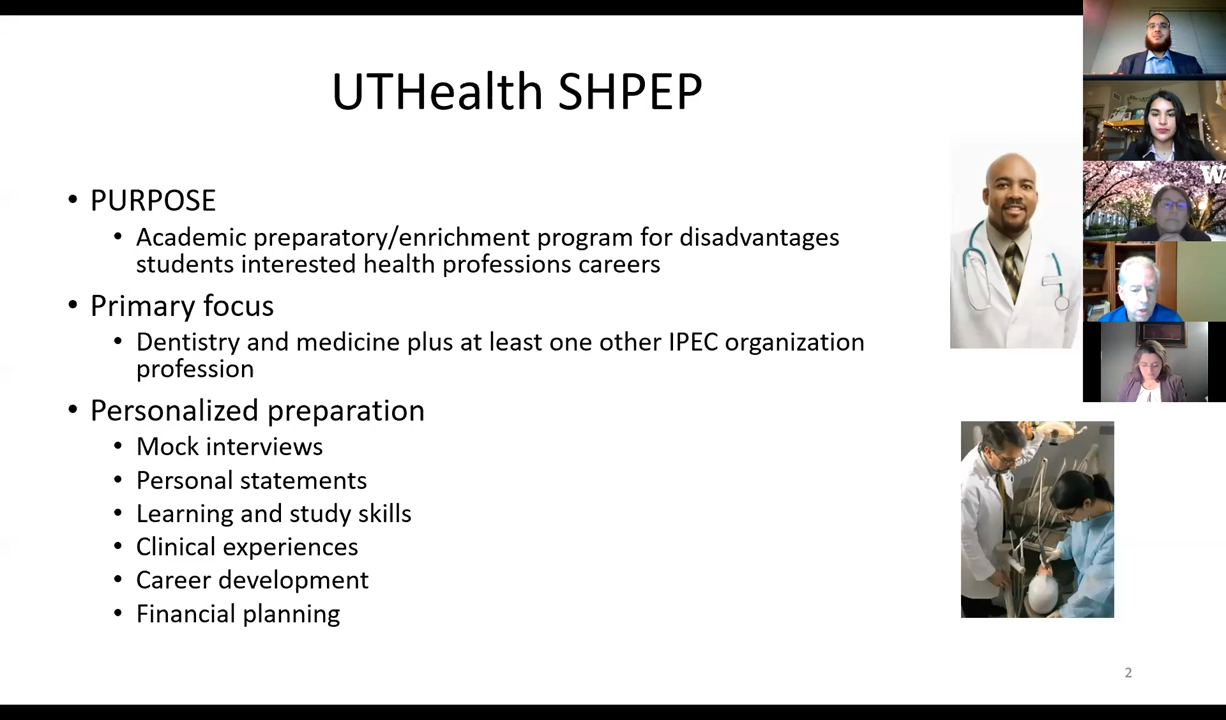 UTHealth SHPEP
• PURPOSE
• Academic preparatory/enrichment program for disadvantages
students interested health professions careers
• Primary focus
• Dentistry and medicine plus at least one other IPEC organization
profession
• Personalized preparation
• Mock interviews
• Personal statements
• Learning and study skills
• Clinical experiences
• Career development
• Financial planning
2
W